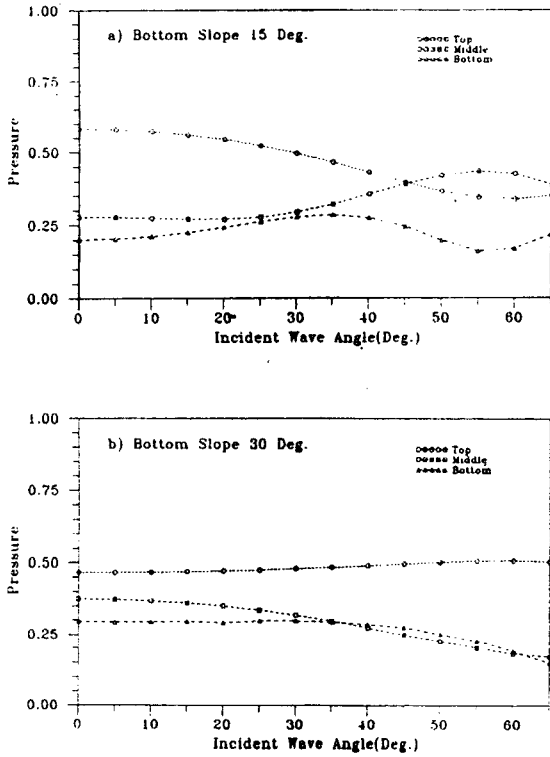 a) Bottom Slope 15 Deg.
Top
Middle
Bottom
Pressure
1.00
0.75
0.50
0.25
0.00
0 10 20 30 40 50 60
Incident Wave Angle(Deg.)
b) Bottom Slope 30 Deg.
Top
Middle
Bottom
Pressure
1.00
0.75
0.50
0.25
0.00
0 10 20 30 40 50 60
Incident Wave Angle(Deg.)